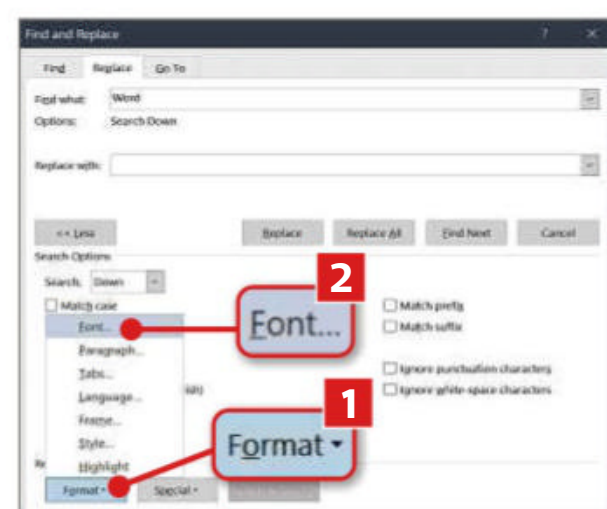 Find and Replace ? ×
Find Replace Go To
Find what: Word
Options: Search Down
Replace with:
<< Less Replace Replace All Find Next Cancel
Search Options
Search: Down
Match case Match prefix
Font... Font... 2 Match suffix
Paragraph...
Tabs... Ignore punctuation characters
Language... Ignore white-space characters
Frame... 1
Style... Format
Highlight
Format Special